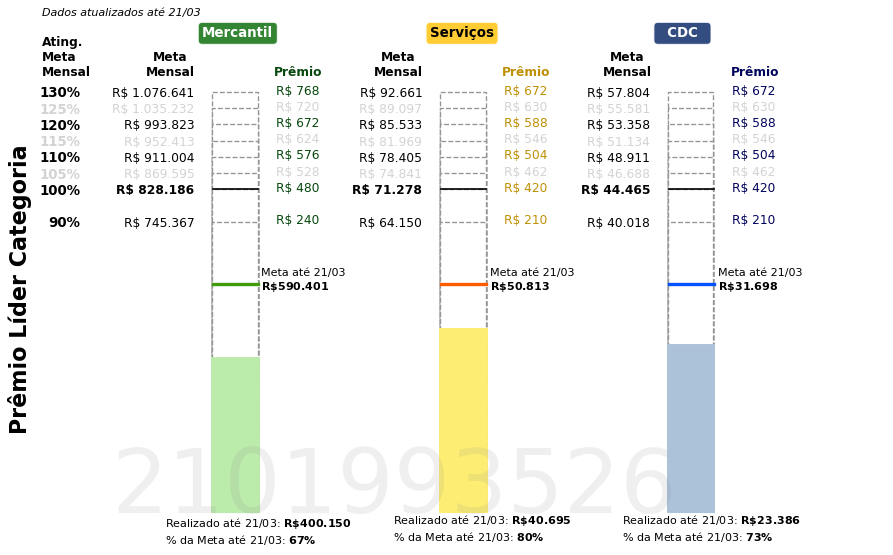 Dados atualizados até 21/03
Mercantil Serviços CDC
Ating.
Meta
Mensal
Meta
Mensal Prêmio Meta
Mensal Prêmio Meta
Mensal Prêmio
130% R$ 1.076.641 R$ 768 R$ 92.661 R$ 672 R$ 57.804 R$ 672
125% R$ 1.035.232 R$ 720 R$ 89.097 R$ 630 R$ 55.581 R$ 630
120% R$ 993.823 R$ 672 R$ 85.533 R$ 588 R$ 53.358 R$ 588
115% R$ 952.413 R$ 624 R$ 81.969 R$ 546 R$ 51.134 R$ 546
110% R$ 911.004 R$ 576 R$ 78.405 R$ 504 R$ 48.911 R$ 504
105% R$ 869.595 R$ 528 R$ 74.841 R$ 462 R$ 46.688 R$ 462
100% R$ 828.186 R$ 480 R$ 71.278 R$ 420 R$ 44.465 R$ 420
90% R$ 745.367 R$ 240 R$ 64.150 R$ 210 R$ 40.018 R$ 210
Prêmio Líder Categoria
Meta até 21/03 Meta até 21/03 Meta até 21/03
R$590.401 R$50.813 R$31.698
2101993526
Realizado até 21/03: R$400.150 Realizado até 21/03: R$40.695 Realizado até 21/03: R$23.386
% da Meta até 21/03: 67% % da Meta até 21/03: 80% % da Meta até 21/03: 73%